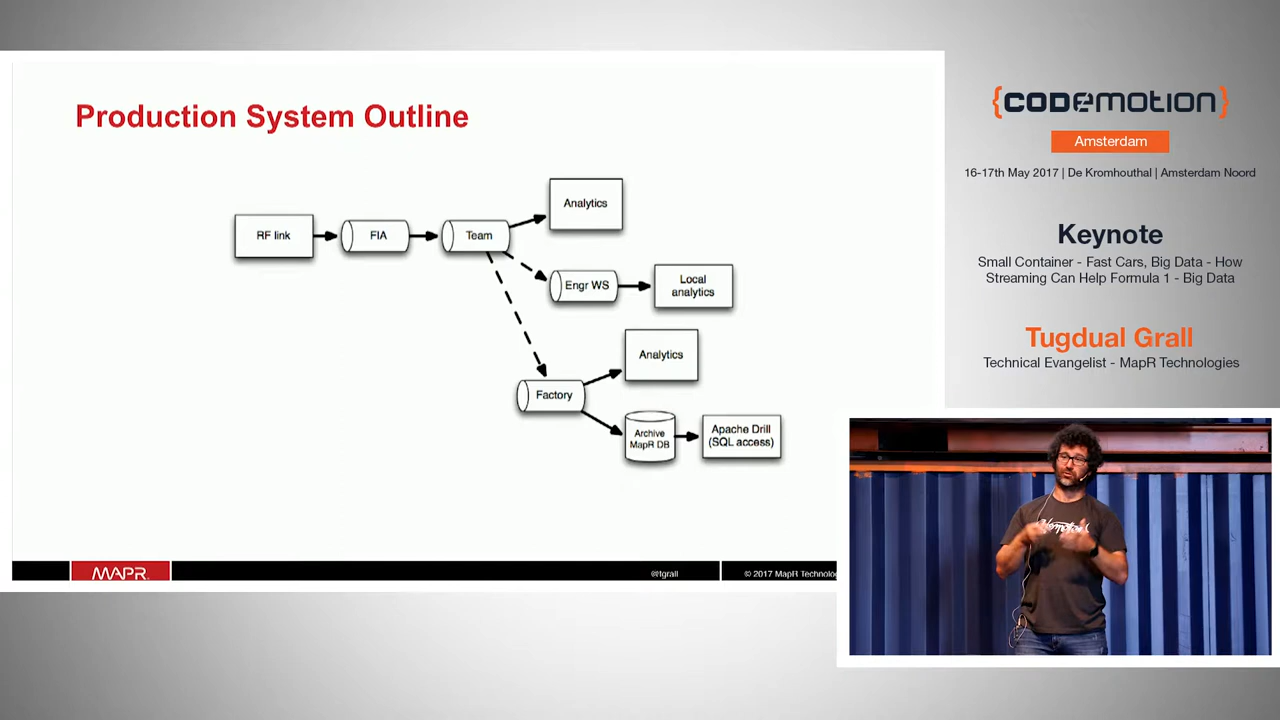 Production System Outline
RF link
FIA
Team
Analytics
Engr WS
Local
analytics
Analytics
Factory
Archive
MapR DB
Apache Drill
(SQL access)
MAPR
@tgrall
© 2017 MapR
{CODEMOTION}
Amsterdam
16-17th May 2017 | De Kromhouthal | Amsterdam Noord
Keynote
Small Container - Fast Cars, Big Data - How
Streaming Can Help Formula 1 - Big Data
Tugdual Grall
Technical Evangelist - MapR Technologies